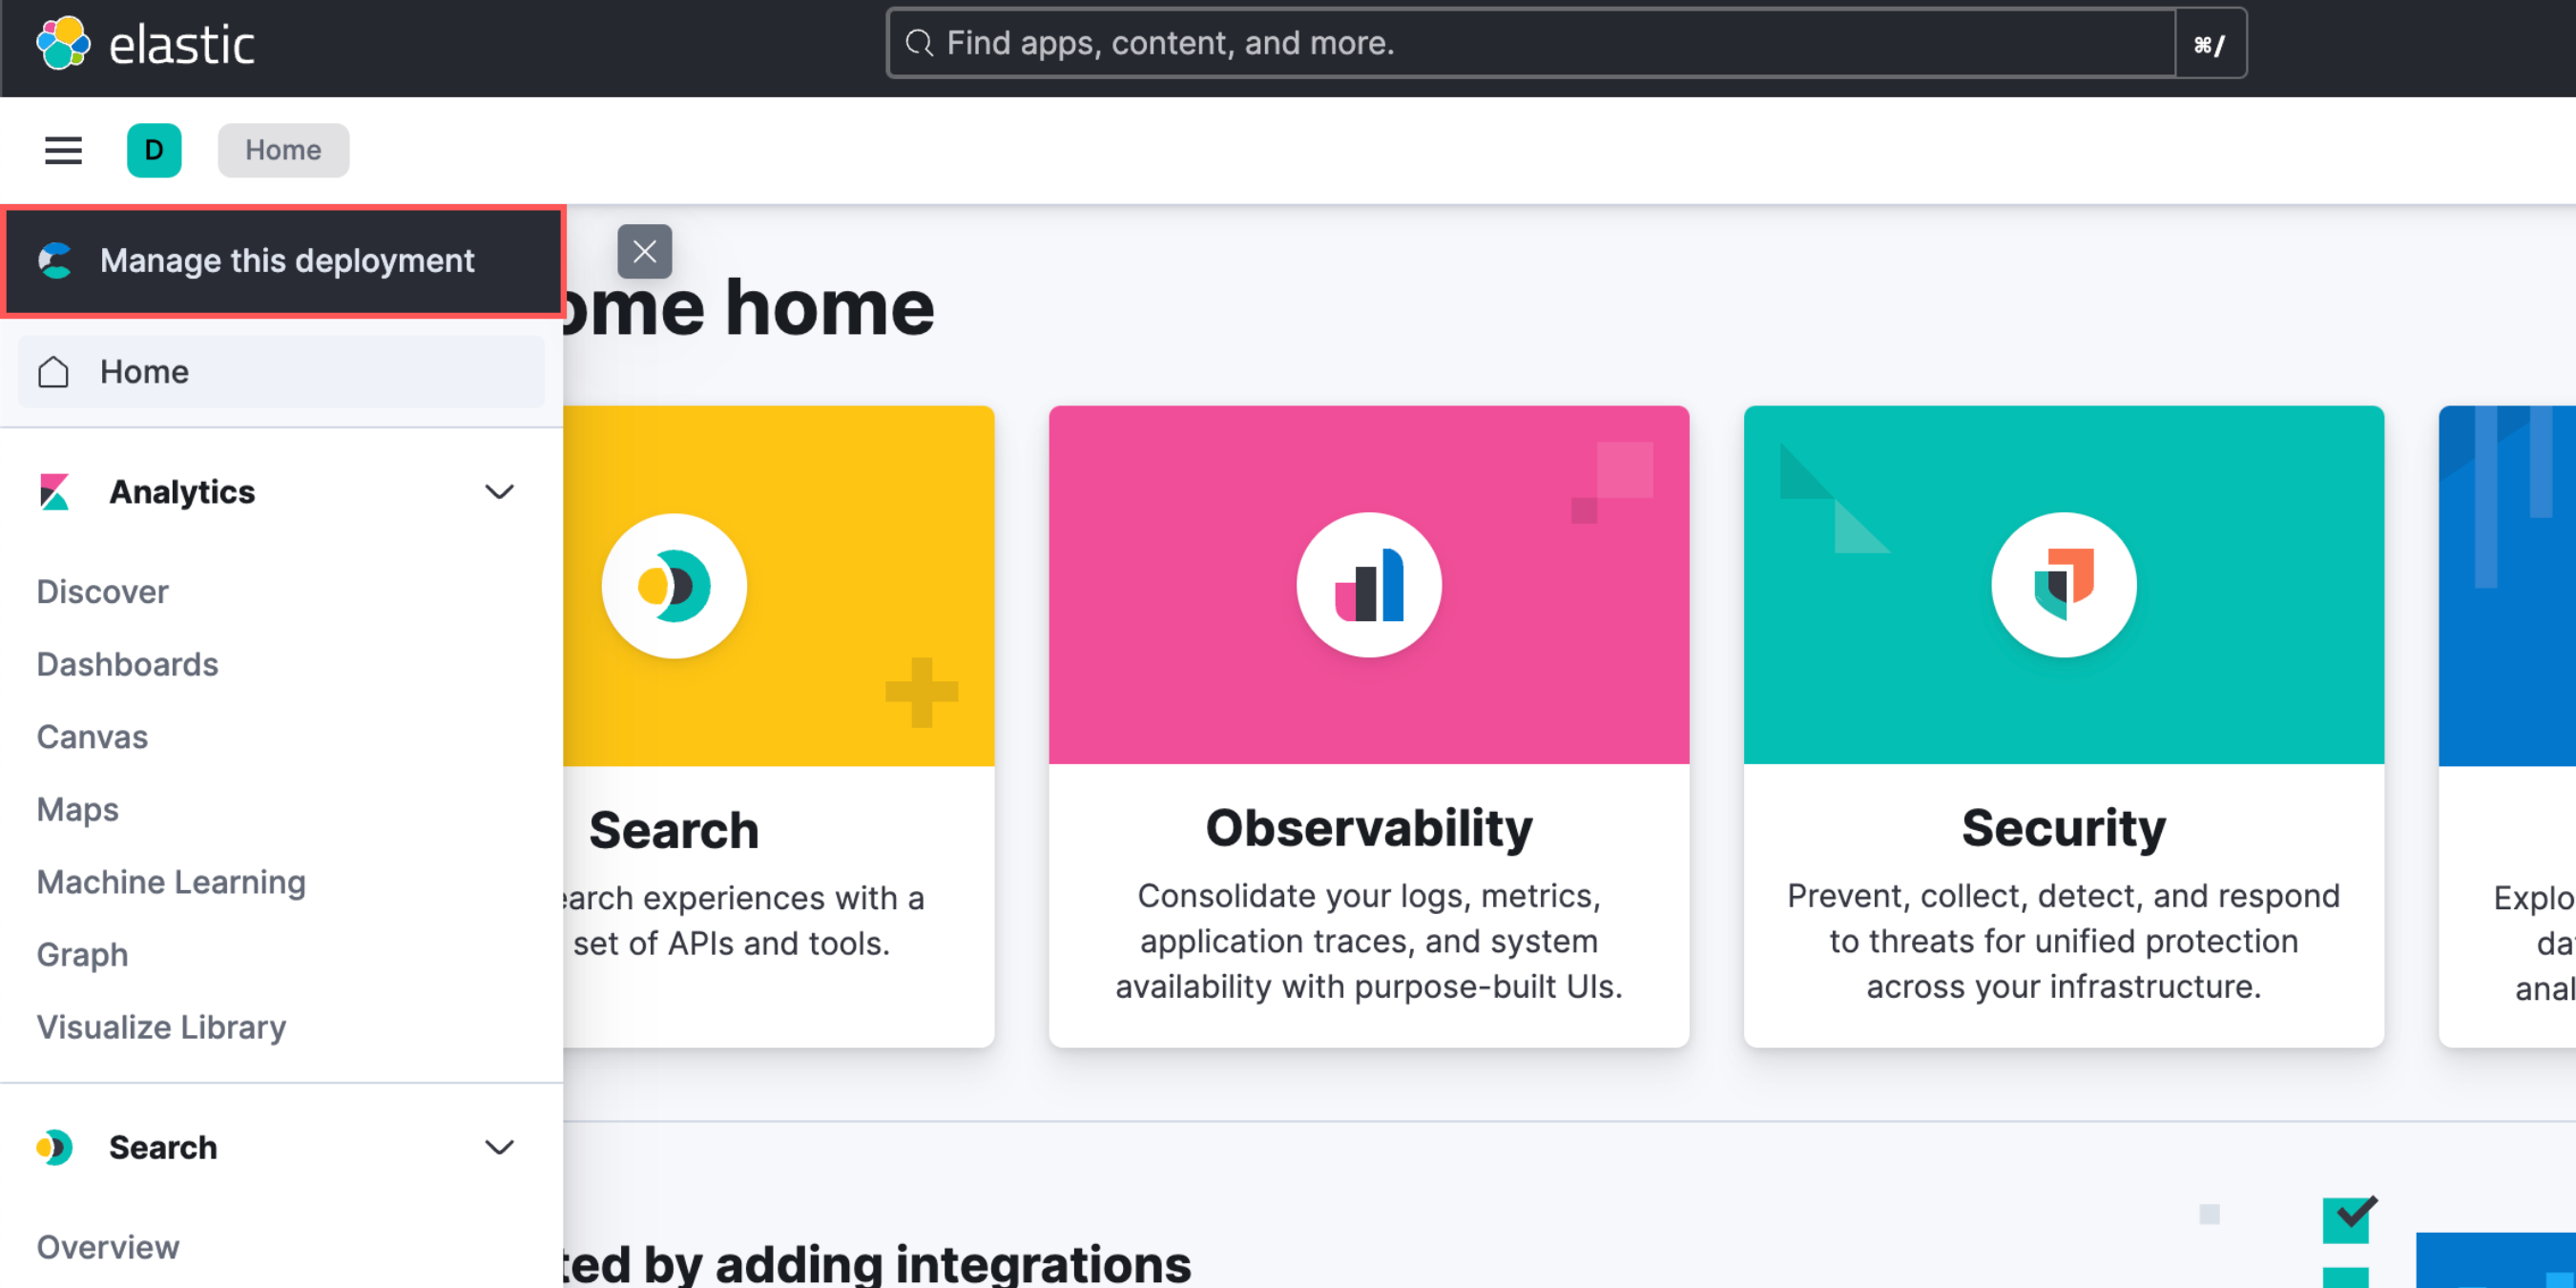 elastic
Find apps, content, and more.
⌘/
D
Home
Manage this deployment
ome home
Home
Analytics
Discover
Dashboards
Canvas
Maps
Machine Learning
Graph
Visualize Library
Search
Overview
Search
earch experiences with a
set of APIs and tools.
Observability
Consolidate your logs, metrics,
application traces, and system
availability with purpose-built UIs.
Security
Prevent, collect, detect, and respond
to threats for unified protection
across your infrastructure.
Explo
da
anal
ted by adding integrations